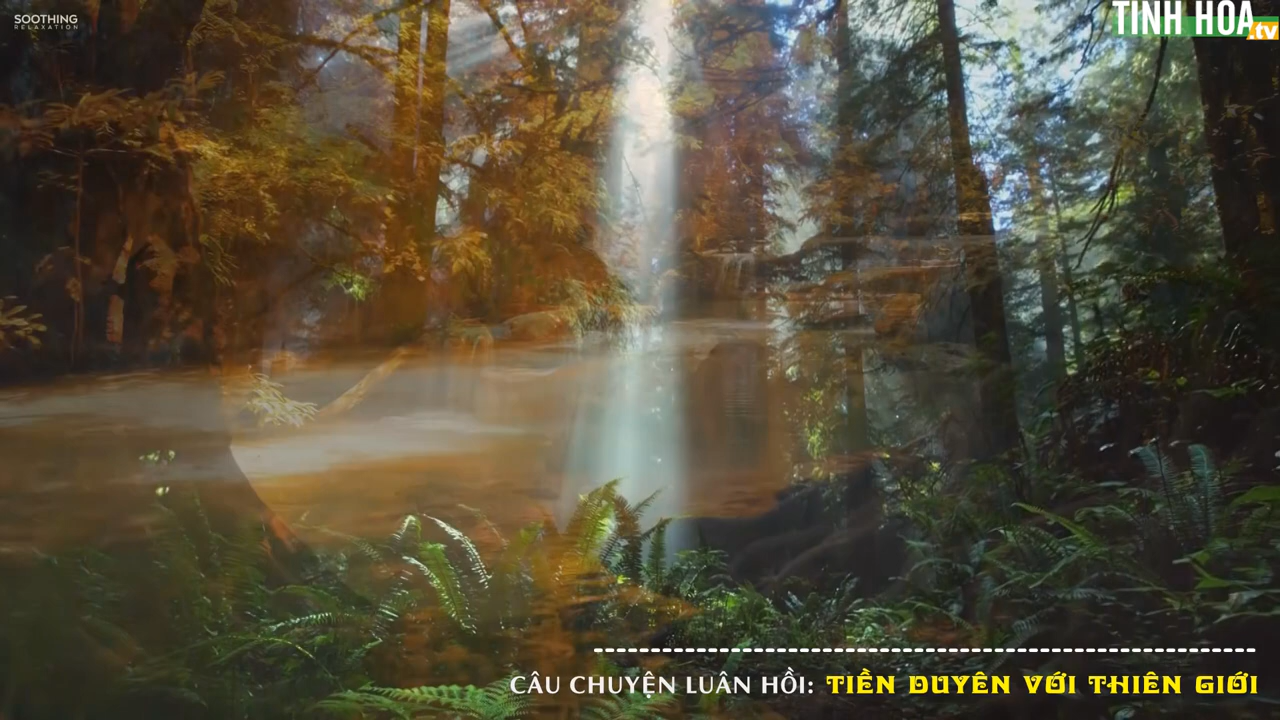 SOOTHING
RELAXATION
TINH HOA
.tv
CÂU CHUYỆN LUÂN HỒI: TIỀN DUYÊN VỚI THIÊN GIỚI